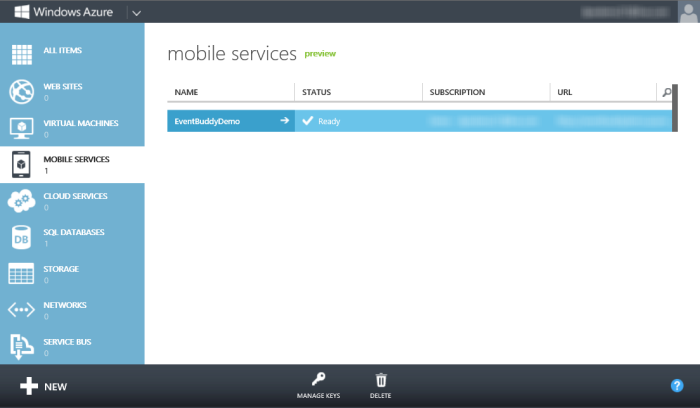 Windows Azure
ALL ITEMS
WEB SITES
0
VIRTUAL MACHINES
0
MOBILE SERVICES
1
CLOUD SERVICES
0
SQL DATABASES
1
STORAGE
0
NETWORKS
0
SERVICE BUS
0
DB
mobile services preview
NAME STATUS SUBSCRIPTION URL
EventBuddyDemo Ready
NEW
MANAGE KEYS
DELETE
?